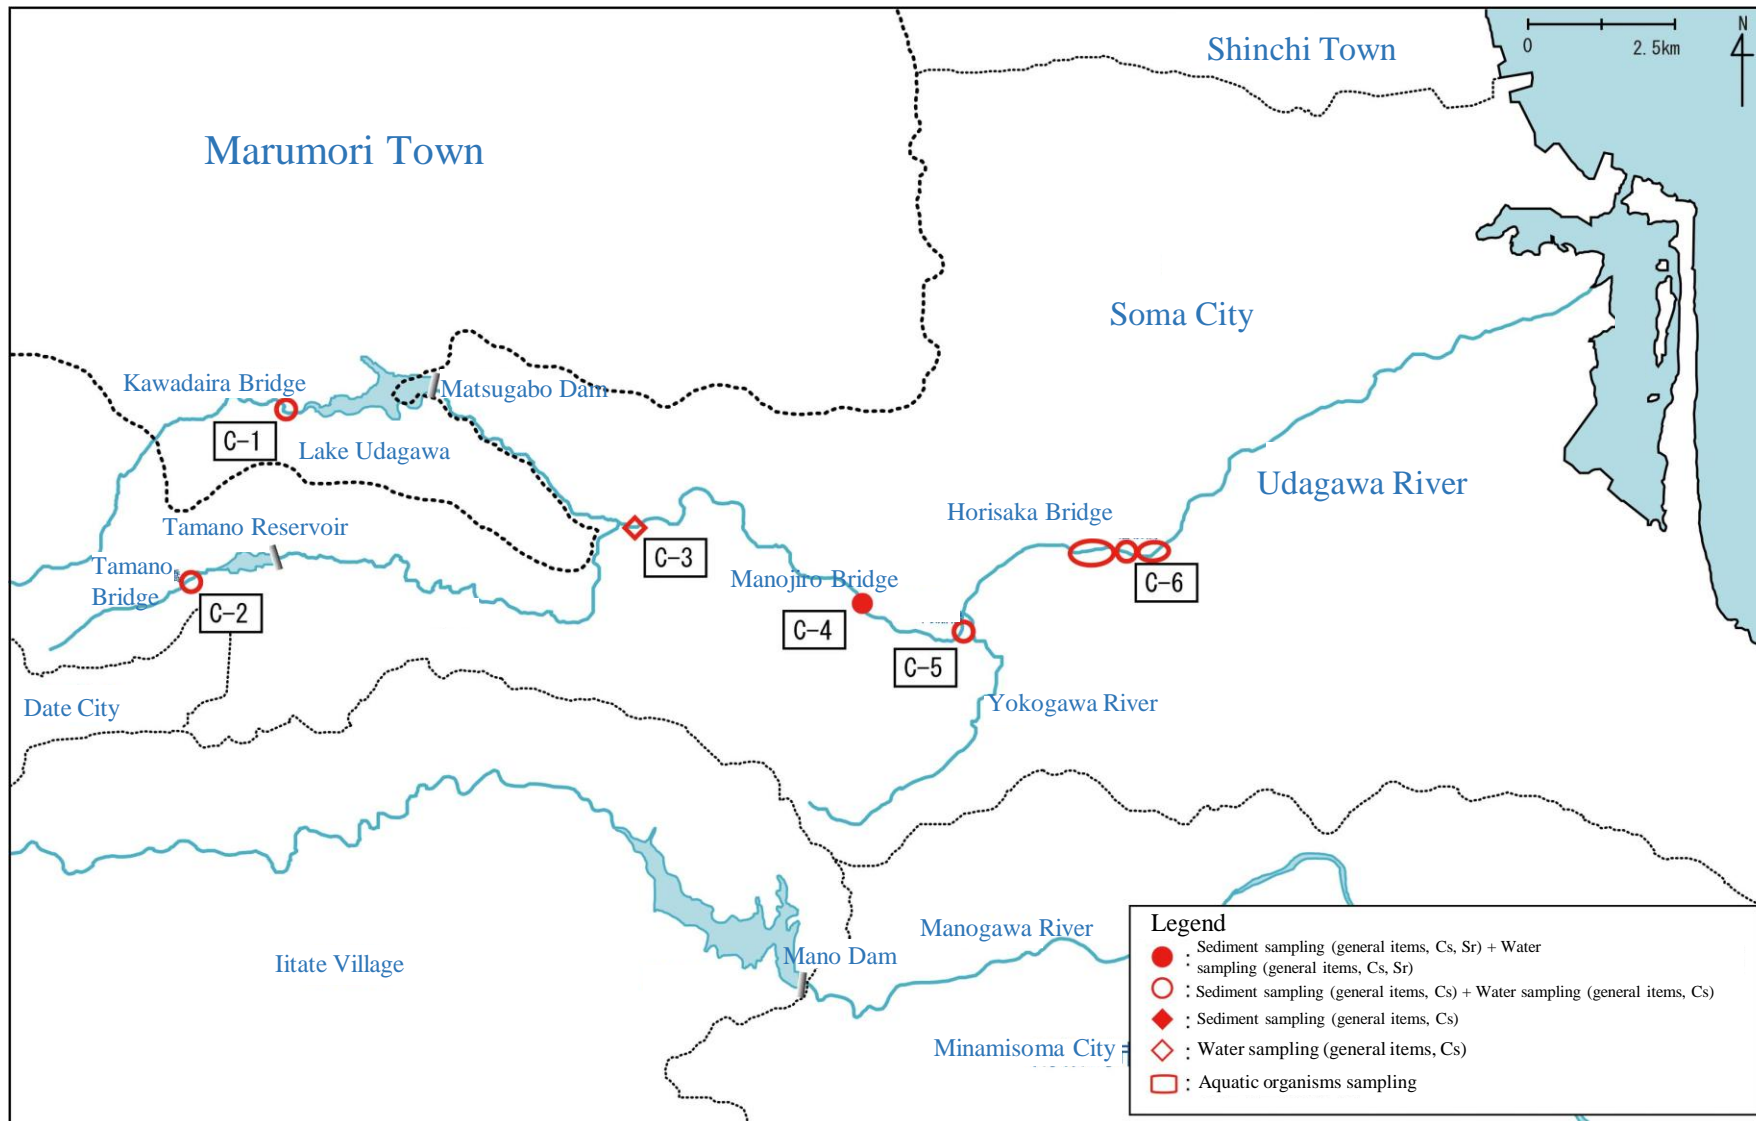 Shinchi Town
0
2.5km
N
Marumori Town
Soma City
Kawadaira Bridge
Matsugabo Dam
C-1
Lake Udagawa
Udagawa River
Tamano Reservoir
Horisaka Bridge
Tamano
Bridge
C-3
C-6
Manojiro Bridge
C-2
C-4
C-5
Date City
Yokogawa River
Manogawa River
Mano Dam
Iitate Village
Minamisoma City
Legend
: Sediment sampling (general items, Cs, Sr) + Water
sampling (general items, Cs, Sr)
: Sediment sampling (general items, Cs) + Water sampling (general items, Cs)
: Sediment sampling (general items, Cs)
: Water sampling (general items, Cs)
: Aquatic organisms sampling